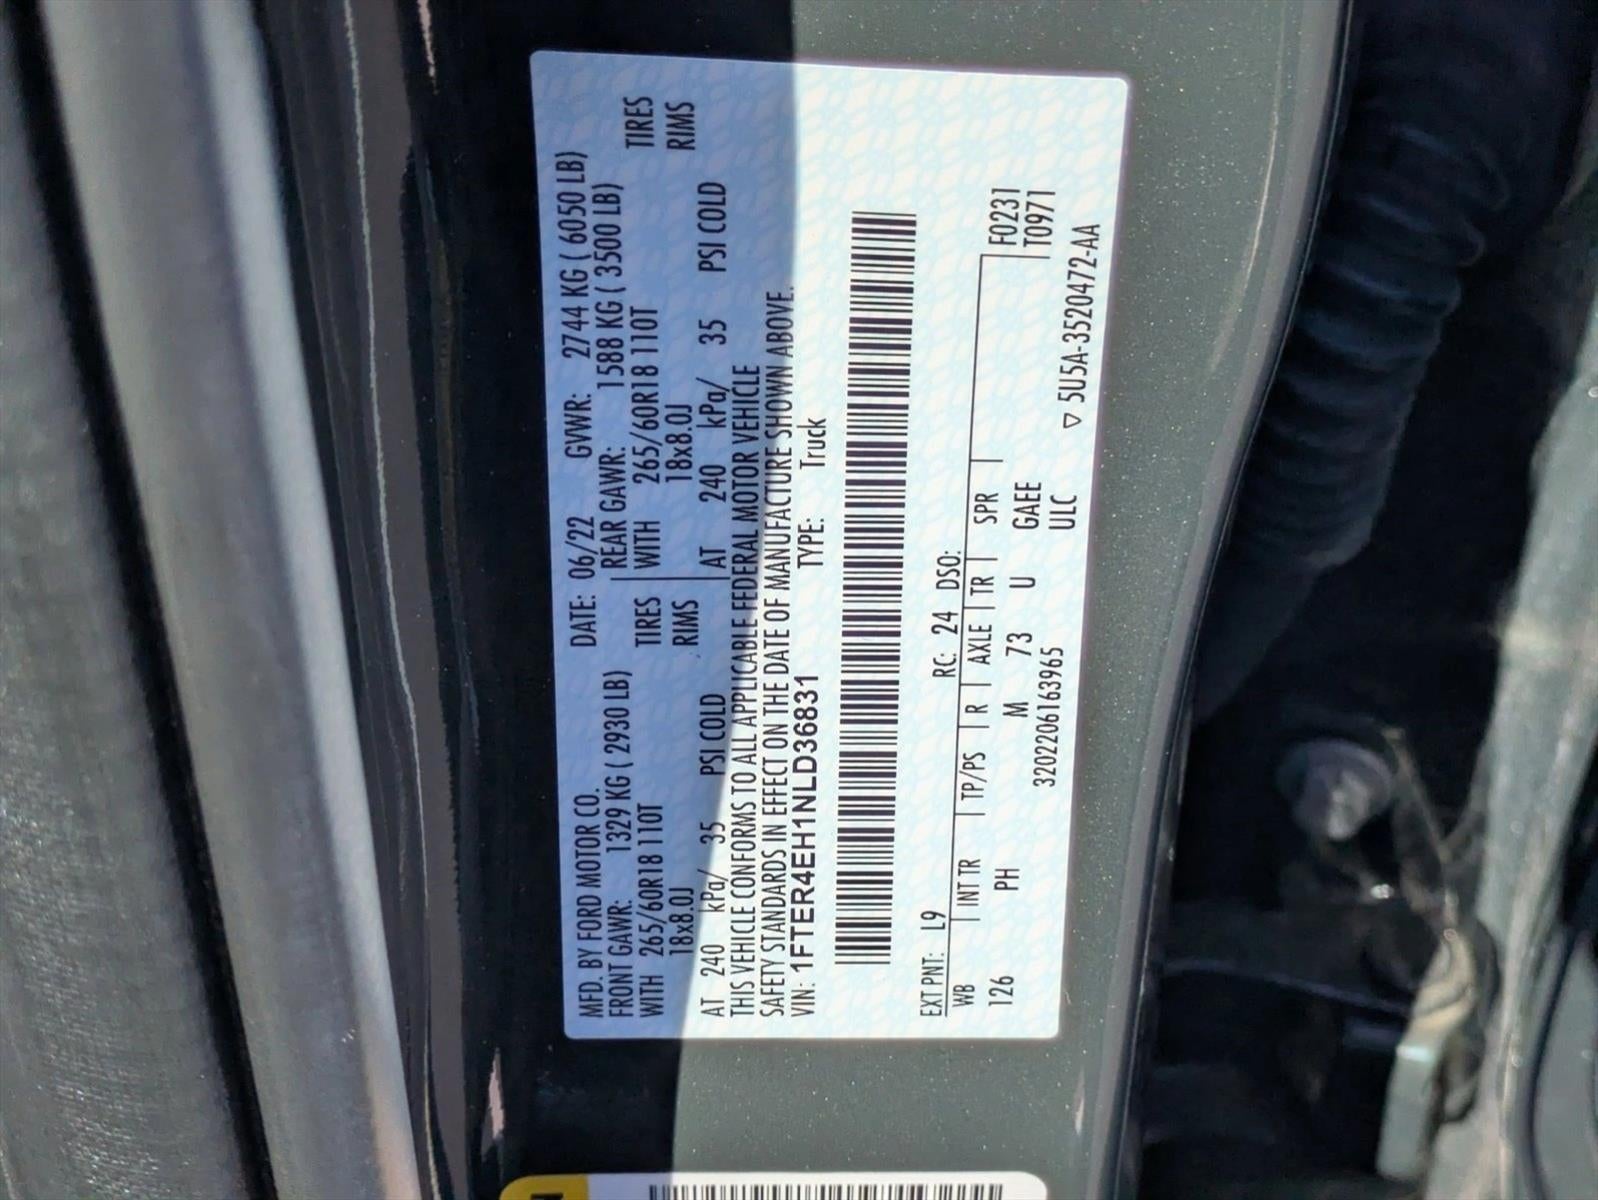 MFD. BY FORD MOTOR CO. DATE: 06/22 GVWR: 2744 KG ( 6050 LB)
FRONT GAWR: 1329 KG ( 2930 LB) REAR GAWR: 1588 KG ( 3500 LB)
WITH 265/60R18 110T TIRES WITH 265/60R18 110T TIRES
18x8.0J RIMS 18x8.0J RIMS
AT 240 kPa/ 35 PSI COLD AT 240 kPa/ 35 PSI COLD
THIS VEHICLE CONFORMS TO ALL APPLICABLE FEDERAL MOTOR VEHICLE
SAFETY STANDARDS IN EFFECT ON THE DATE OF MANUFACTURE SHOWN ABOVE.
VIN: 1FTER4EH1NLD36831 TYPE: Truck
EXT PNT: L9 RC: 24 DSO:
WB INT TR TP/PS R AXLE TR SPR F0231
126 PH M 73 U GAEE T0971
3202206163965 ULC
▽ 5U5A-3520472-AA